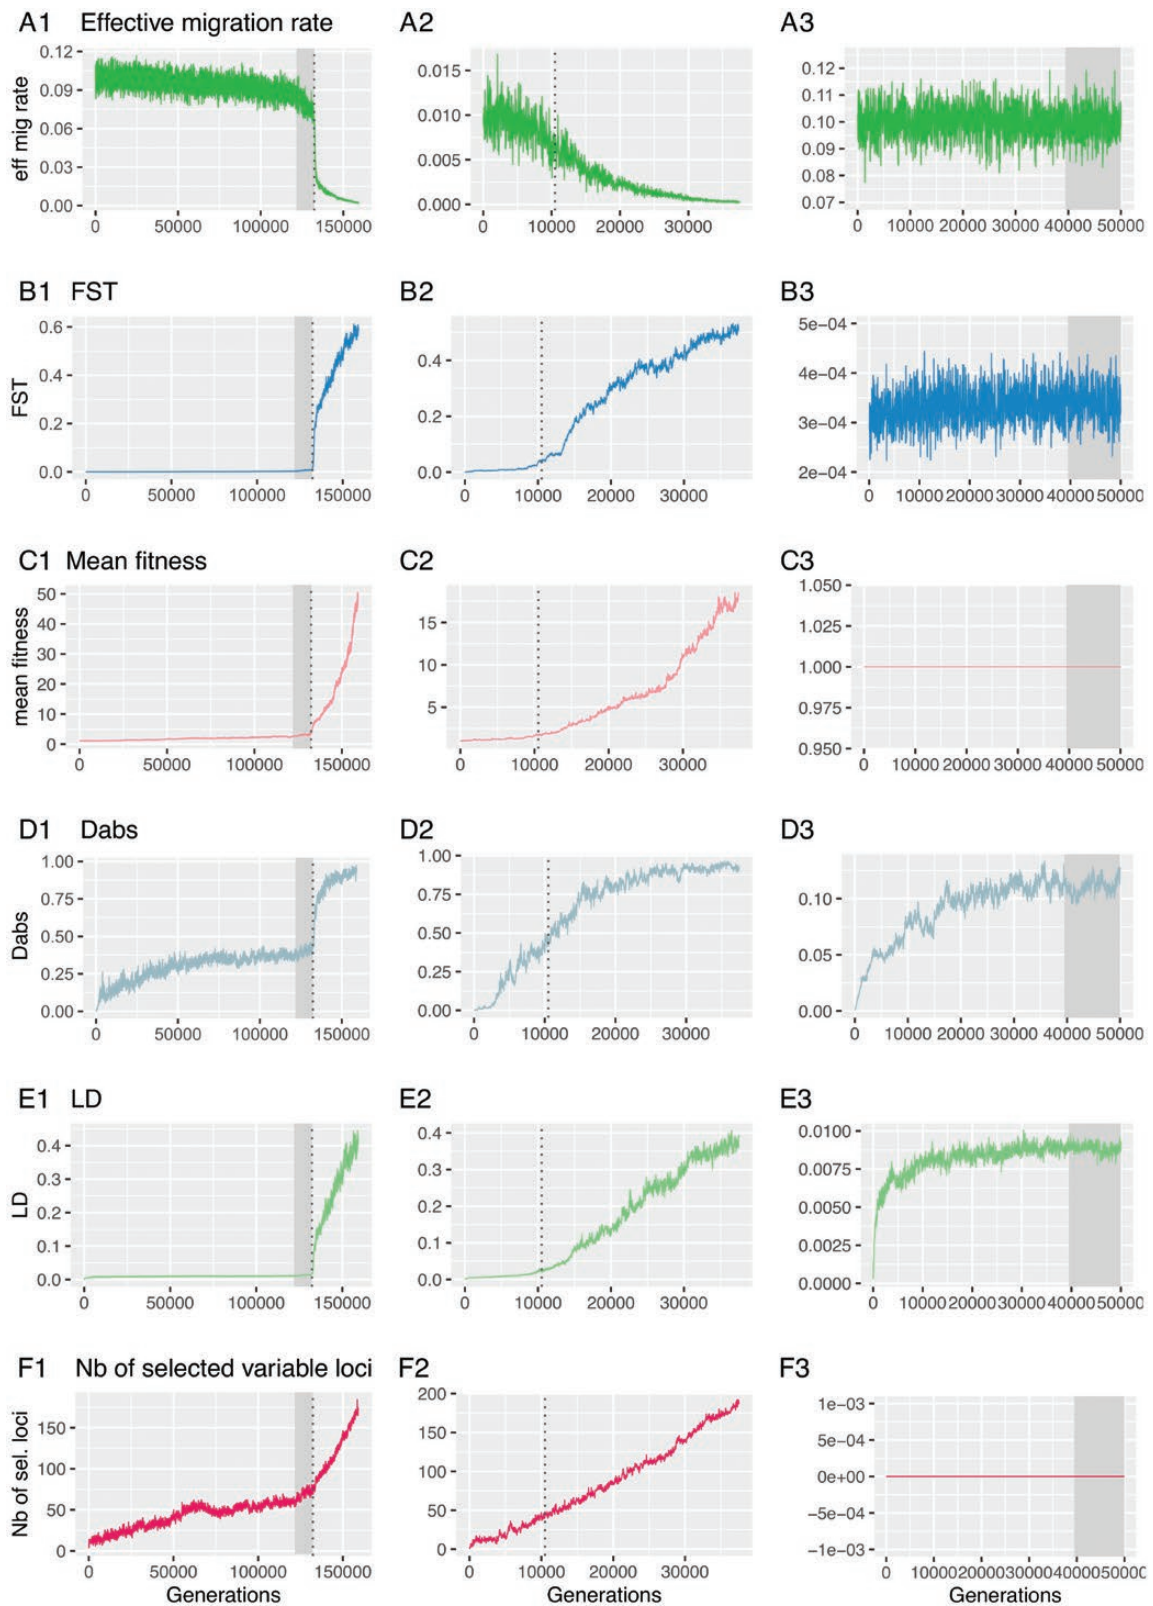 A1 Effective migration rate A2 A3
eff mig rate
0.12
0.09
0.06
0.03
0.00
0 50000 100000 150000
0.015
0.010
0.005
0.000
0 10000 20000 30000
0.12
0.11
0.10
0.09
0.08
0.07
0 10000 20000 30000 40000 50000
B1 FST B2 B3
FST
0.6
0.4
0.2
0.0
0 50000 100000 150000
0.4
0.2
0.0
0 10000 20000 30000
5e−04
4e−04
3e−04
2e−04
0 10000 20000 30000 40000 50000
C1 Mean fitness C2 C3
mean fitness
50
40
30
20
10
0
0 50000 100000 150000
15
10
5
0 10000 20000 30000
1.050
1.025
1.000
0.975
0.950
0 10000 20000 30000 40000 50000
D1 Dabs D2 D3
Dabs
1.00
0.75
0.50
0.25
0.00
0 50000 100000 150000
1.00
0.75
0.50
0.25
0.00
0 10000 20000 30000
0.10
0.05
0.00
0 10000 20000 30000 40000 50000
E1 LD E2 E3
LD
0.4
0.3
0.2
0.1
0.0
0 50000 100000 150000
0.4
0.3
0.2
0.1
0.0
0 10000 20000 30000
0.0100
0.0075
0.0050
0.0025
0.0000
0 10000 20000 30000 40000 50000
F1 Nb of selected variable loci F2 F3
Nb of sel. loci
150
100
50
0
0 50000 100000 150000
Generations
200
150
100
50
0
0 10000 20000 30000
Generations
1e−03
5e−04
0e+00
−5e−04
−1e−03
0 10000 20000 30000 40000 50000
Generations